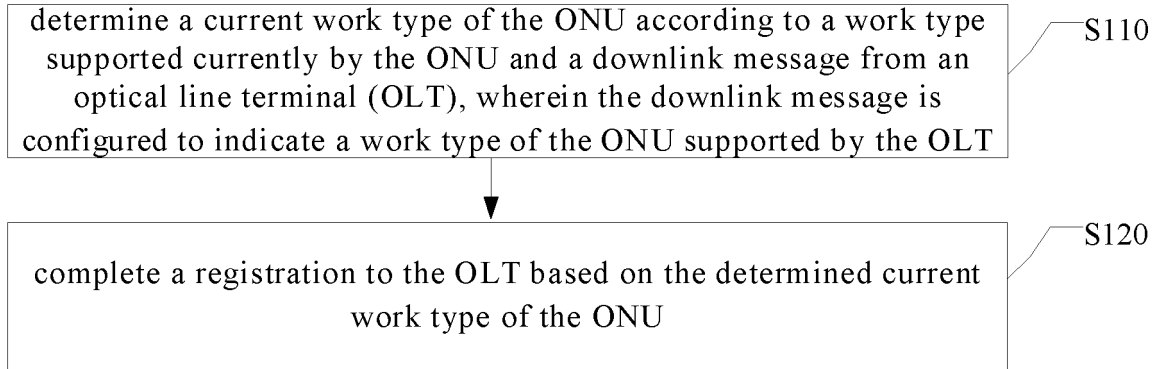 determine a current work type of the ONU according to a work type
supported currently by the ONU and a downlink message from an
optical line terminal (OLT), wherein the downlink message is
configured to indicate a work type of the ONU supported by the OLT
S110
complete a registration to the OLT based on the determined current
work type of the ONU
S120